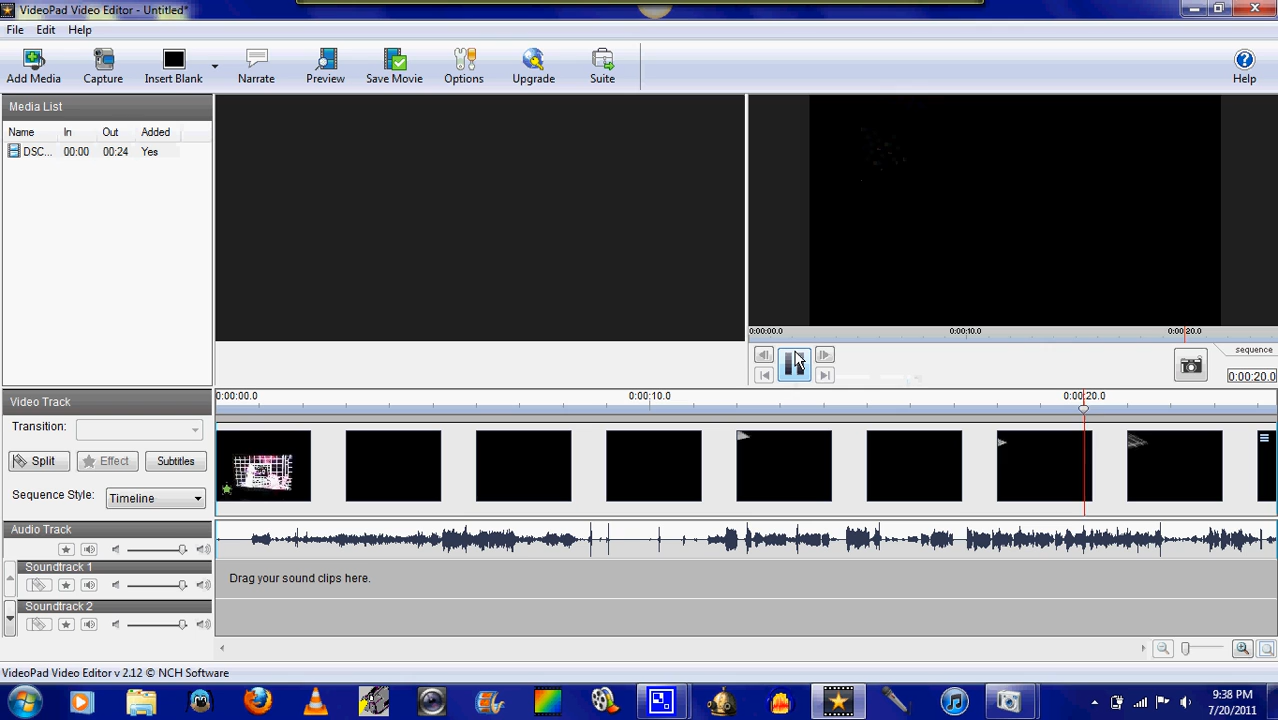 VideoPad Video Editor - Untitled*
File Edit Help
Add Media Capture Insert Blank Narrate Preview Save Movie Options Upgrade Suite Help
Media List
Name In Out Added
DSC... 00:00 00:24 Yes
0:00:00.0 0:00:10.0 0:00:20.0
sequence
0:00:20.0
Video Track
0:00:00.0 0:00:10.0 0:00:20.0
Transition:
Split Effect Subtitles
Sequence Style: Timeline
Audio Track
Soundtrack 1
Drag your sound clips here.
Soundtrack 2
VideoPad Video Editor v 2.12 © NCH Software
9:38 PM
7/20/2011